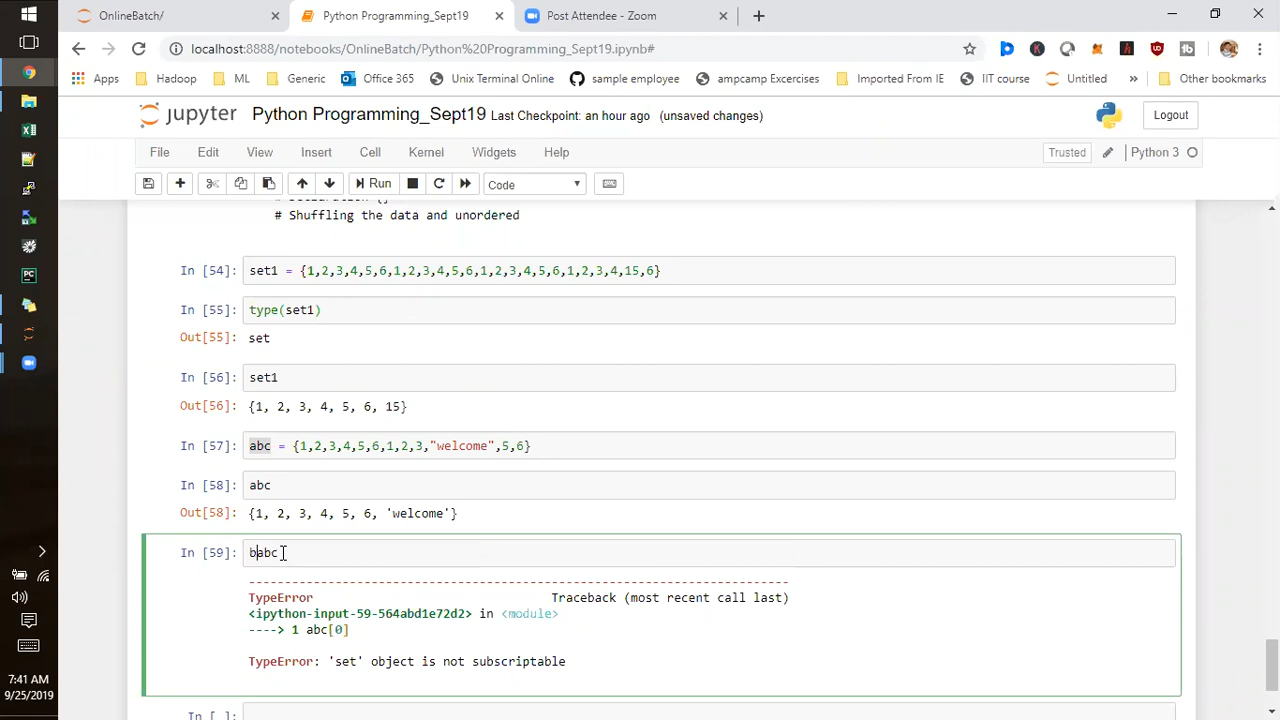 OnlineBatch/
Python Programming_Sept19
Post Attendee - Zoom
localhost:8888/notebooks/OnlineBatch/Python%20Programming_Sept19.ipynb#
Apps Hadoop ML Generic Office 365 Unix Terminal Online sample employee ampcamp Excercises Imported From IE IIT course Untitled » Other bookmarks
jupyter Python Programming_Sept19 Last Checkpoint: an hour ago (unsaved changes) Logout
File Edit View Insert Cell Kernel Widgets Help Trusted Python 3
Run Code
# Shuffling the data and unordered
In [54]: set1 = {1,2,3,4,5,6,1,2,3,4,5,6,1,2,3,4,5,6,1,2,3,4,15,6}
In [55]: type(set1)
Out[55]: set
In [56]: set1
Out[56]: {1, 2, 3, 4, 5, 6, 15}
In [57]: abc = {1,2,3,4,5,6,1,2,3,"welcome",5,6}
In [58]: abc
Out[58]: {1, 2, 3, 4, 5, 6, 'welcome'}
In [59]: babc
---------------------------------------------------------------------------
TypeError Traceback (most recent call last)
<ipython-input-59-564abd1e72d2> in <module>
----> 1 abc[0]
TypeError: 'set' object is not subscriptable
In [ ]:
7:41 AM
9/25/2019